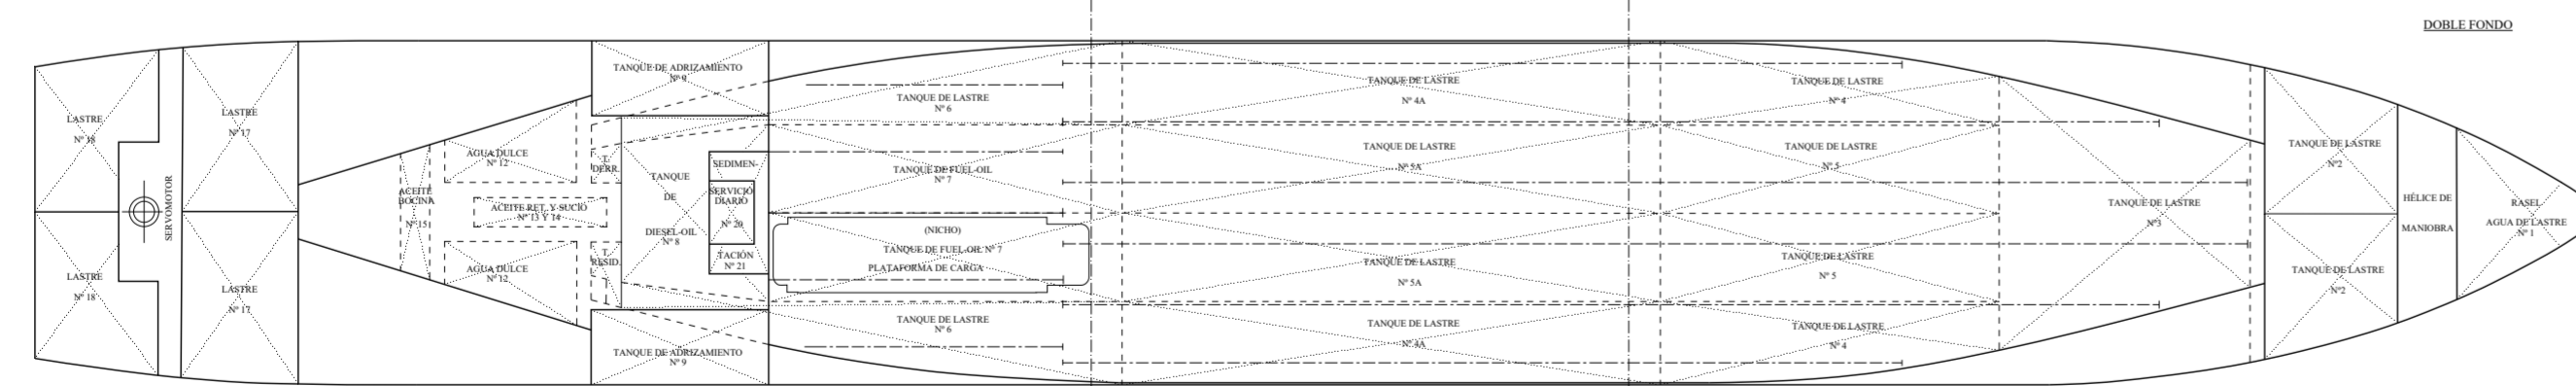 DOBLE FONDO
LASTRE
Nº 18
LASTRE
Nº 18
SERVOMOTOR
LASTRE
Nº 17
LASTRE
Nº 17
ACEITE
BOCINA
Nº 15
AGUA DULCE
Nº 12
ACEITE RET. Y SUCIO
Nº 13 Y 14
AGUA DULCE
Nº 12
TANQUE DE ADRIZAMIENTO
Nº 9
T.
DERR.
T.
RESID.
TANQUE
DE
DIESEL-OIL
Nº 8
SEDIMEN-
SERVICIO
DIARIO
Nº 20
TACIÓN
Nº 21
TANQUE DE ADRIZAMIENTO
Nº 9
TANQUE DE LASTRE
Nº 6
TANQUE DE FUEL-OIL
Nº 7
(NICHO)
TANQUE DE FUEL-OIL Nº 7
PLATAFORMA DE CARGA
TANQUE DE LASTRE
Nº 6
TANQUE DE LASTRE
Nº 4A
TANQUE DE LASTRE
Nº 5A
TANQUE DE LASTRE
Nº 5A
TANQUE DE LASTRE
Nº 4A
TANQUE DE LASTRE
Nº 4
TANQUE DE LASTRE
Nº 5
TANQUE DE LASTRE
Nº 5
TANQUE DE LASTRE
Nº 4
TANQUE DE LASTRE
Nº3
TANQUE DE LASTRE
Nº2
TANQUE DE LASTRE
Nº2
HÉLICE DE
MANIOBRA
RASEL
AGUA DE LASTRE
Nº 1